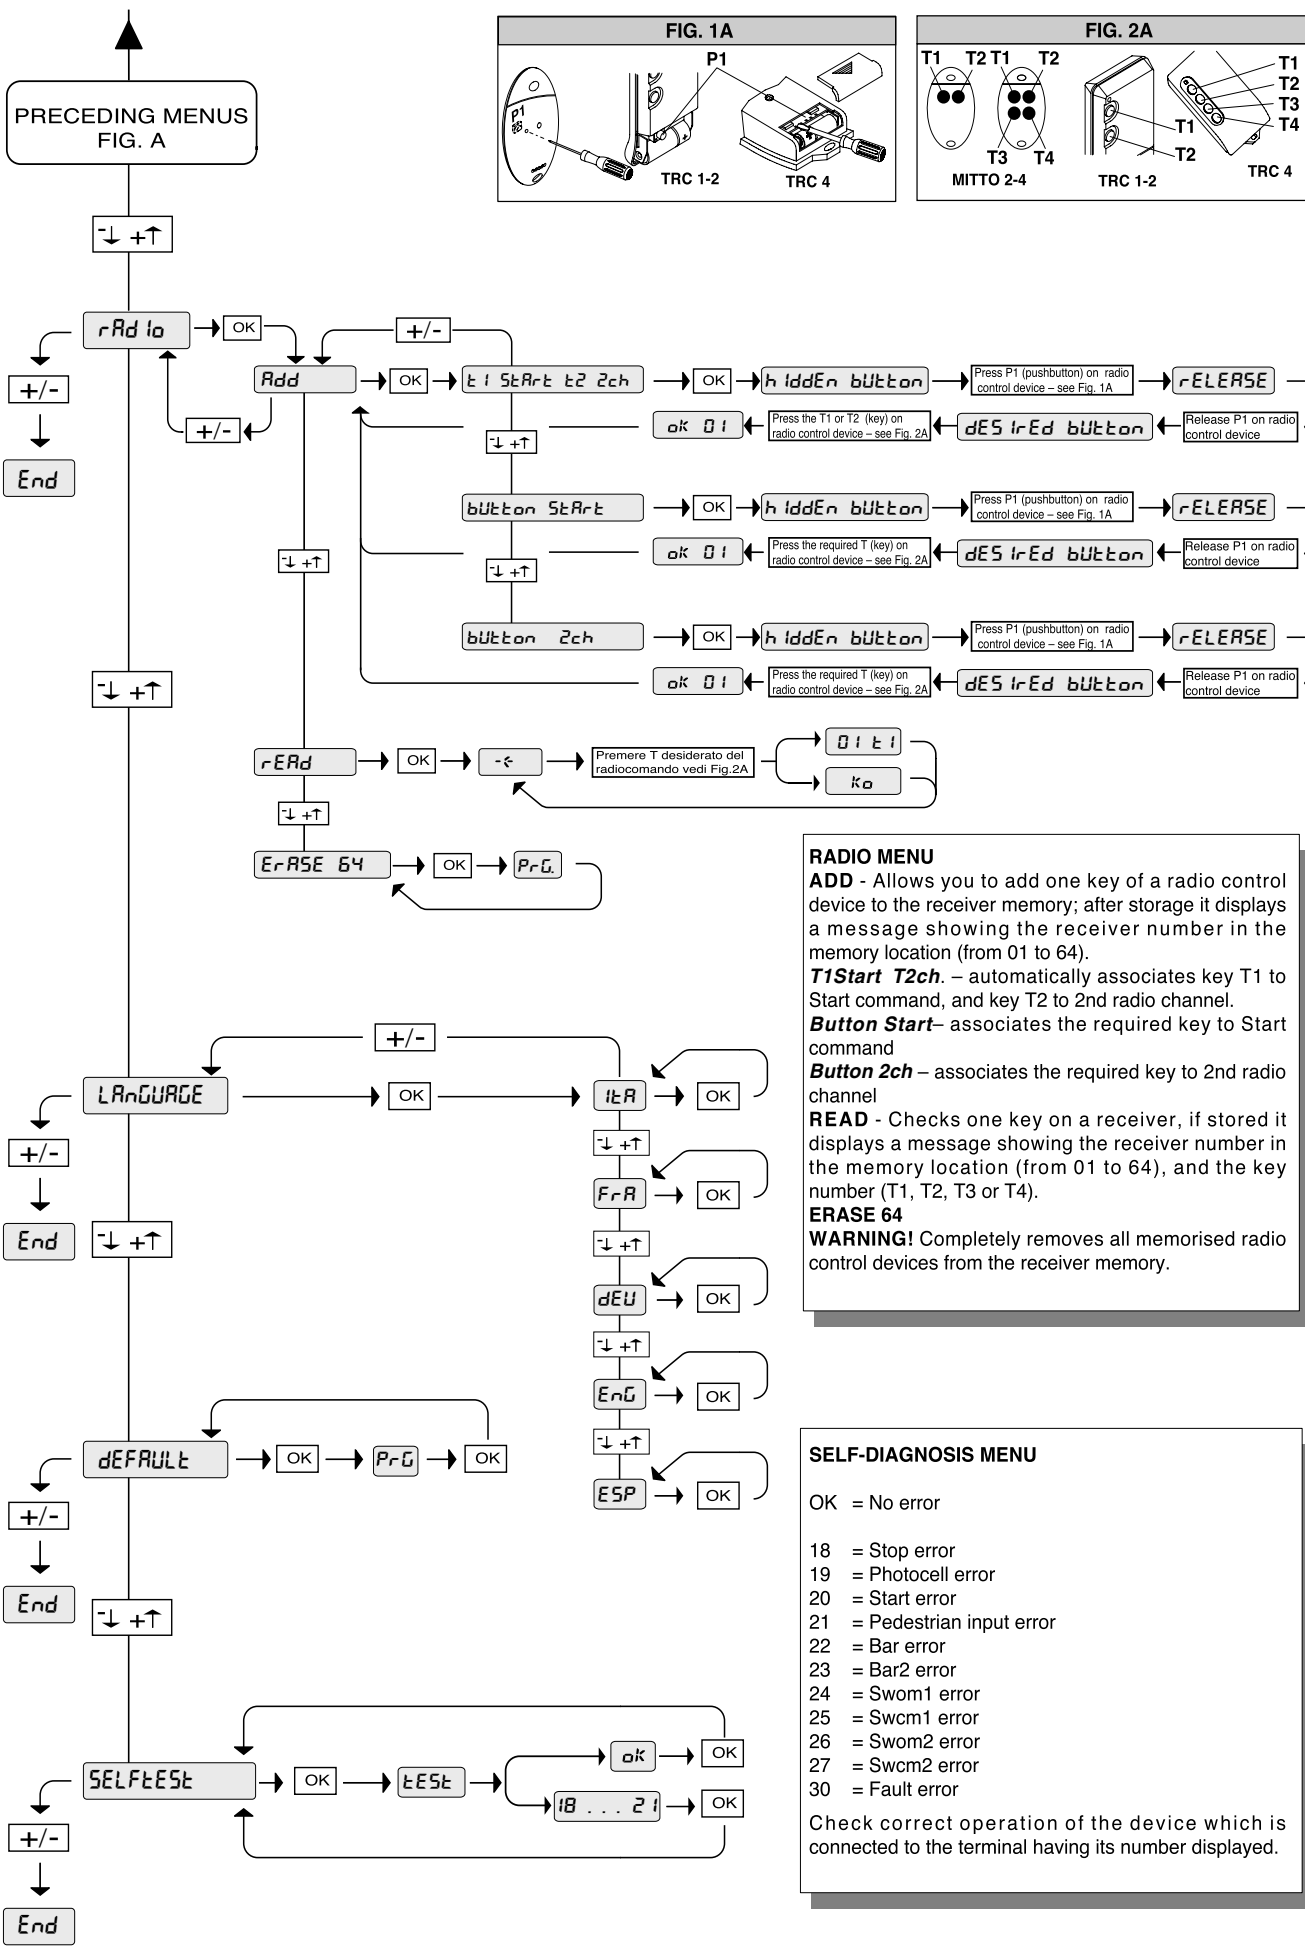 FIG. 1A
P1
P1
TRC 1-2
TRC 4
FIG. 2A
T1 T2 T1 T2
T3 T4
MITTO 2-4
T1
T2
TRC 1-2
T1
T2
T3
T4
TRC 4
PRECEDING MENUS
FIG. A
-↓ +↑
rAdIo
OK
+/-
End
+/-
Add
OK
+/-
t1 StArt t2 2ch
OK
hIddEn bUtton
Press P1 (pushbutton) on radio
control device – see Fig. 1A
rELEASE
oK 01
Press the T1 or T2 (key) on
radio control device – see Fig. 2A
dESIrEd bUtton
Release P1 on radio
control device
-↓ +↑
bUtton StArt
OK
hIddEn bUtton
Press P1 (pushbutton) on radio
control device – see Fig. 1A
rELEASE
-↓ +↑
oK 01
Press the required T (key) on
radio control device – see Fig. 2A
dESIrEd bUtton
Release P1 on radio
control device
-↓ +↑
bUtton 2ch
OK
hIddEn bUtton
Press P1 (pushbutton) on radio
control device – see Fig. 1A
rELEASE
-↓ +↑
oK 01
Press the required T (key) on
radio control device – see Fig. 2A
dESIrEd bUtton
Release P1 on radio
control device
rEAd
OK
Premere T desiderato del
radiocomando vedi Fig.2A
01 t1
Ko
-↓ +↑
ErASE 64
OK
PrG.
RADIO MENU
ADD - Allows you to add one key of a radio control
device to the receiver memory; after storage it displays
a message showing the receiver number in the
memory location (from 01 to 64).
T1Start T2ch. – automatically associates key T1 to
Start command, and key T2 to 2nd radio channel.
Button Start– associates the required key to Start
command
Button 2ch – associates the required key to 2nd radio
channel
READ - Checks one key on a receiver, if stored it
displays a message showing the receiver number in
the memory location (from 01 to 64), and the key
number (T1, T2, T3 or T4).
ERASE 64
WARNING! Completely removes all memorised radio
control devices from the receiver memory.
+/-
LAnGUAGE
OK
ItA
OK
+/-
End
-↓ +↑
-↓ +↑
FrA
OK
-↓ +↑
dEU
OK
-↓ +↑
EnG
OK
-↓ +↑
ESP
OK
dEFAULt
OK
PrG
OK
+/-
End
-↓ +↑
SELFtESt
OK
tESt
oK
OK
18 . . . 21
OK
+/-
End
SELF-DIAGNOSIS MENU
OK = No error
18 = Stop error
19 = Photocell error
20 = Start error
21 = Pedestrian input error
22 = Bar error
23 = Bar2 error
24 = Swom1 error
25 = Swcm1 error
26 = Swom2 error
27 = Swcm2 error
30 = Fault error
Check correct operation of the device which is
connected to the terminal having its number displayed.